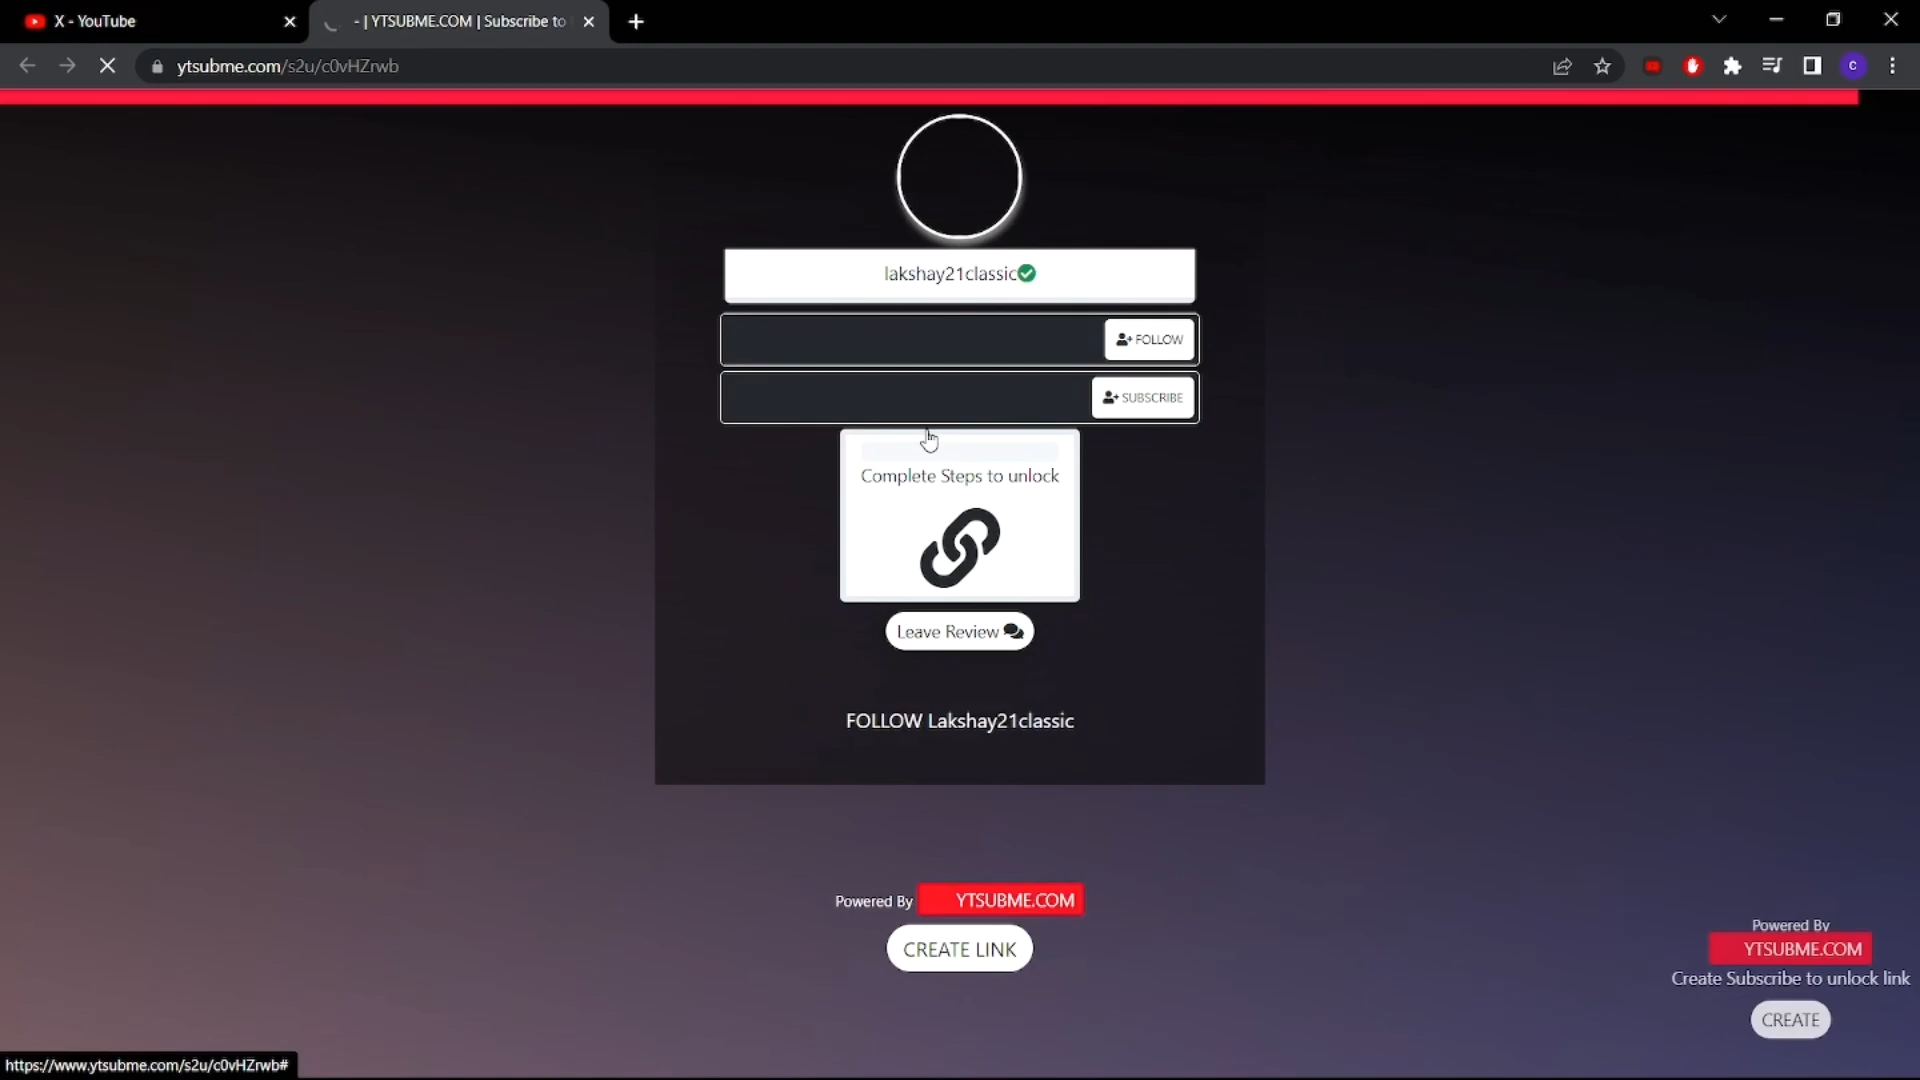 X - YouTube
- | YTSUBME.COM | Subscribe to
ytsubme.com/s2u/c0vHZrwb
C
lakshay21classic
FOLLOW
SUBSCRIBE
Complete Steps to unlock
Leave Review
FOLLOW Lakshay21classic
Powered By YTSUBME.COM
CREATE LINK
Powered By
YTSUBME.COM
Create Subscribe to unlock link
CREATE
https://www.ytsubme.com/s2u/c0vHZrwb#